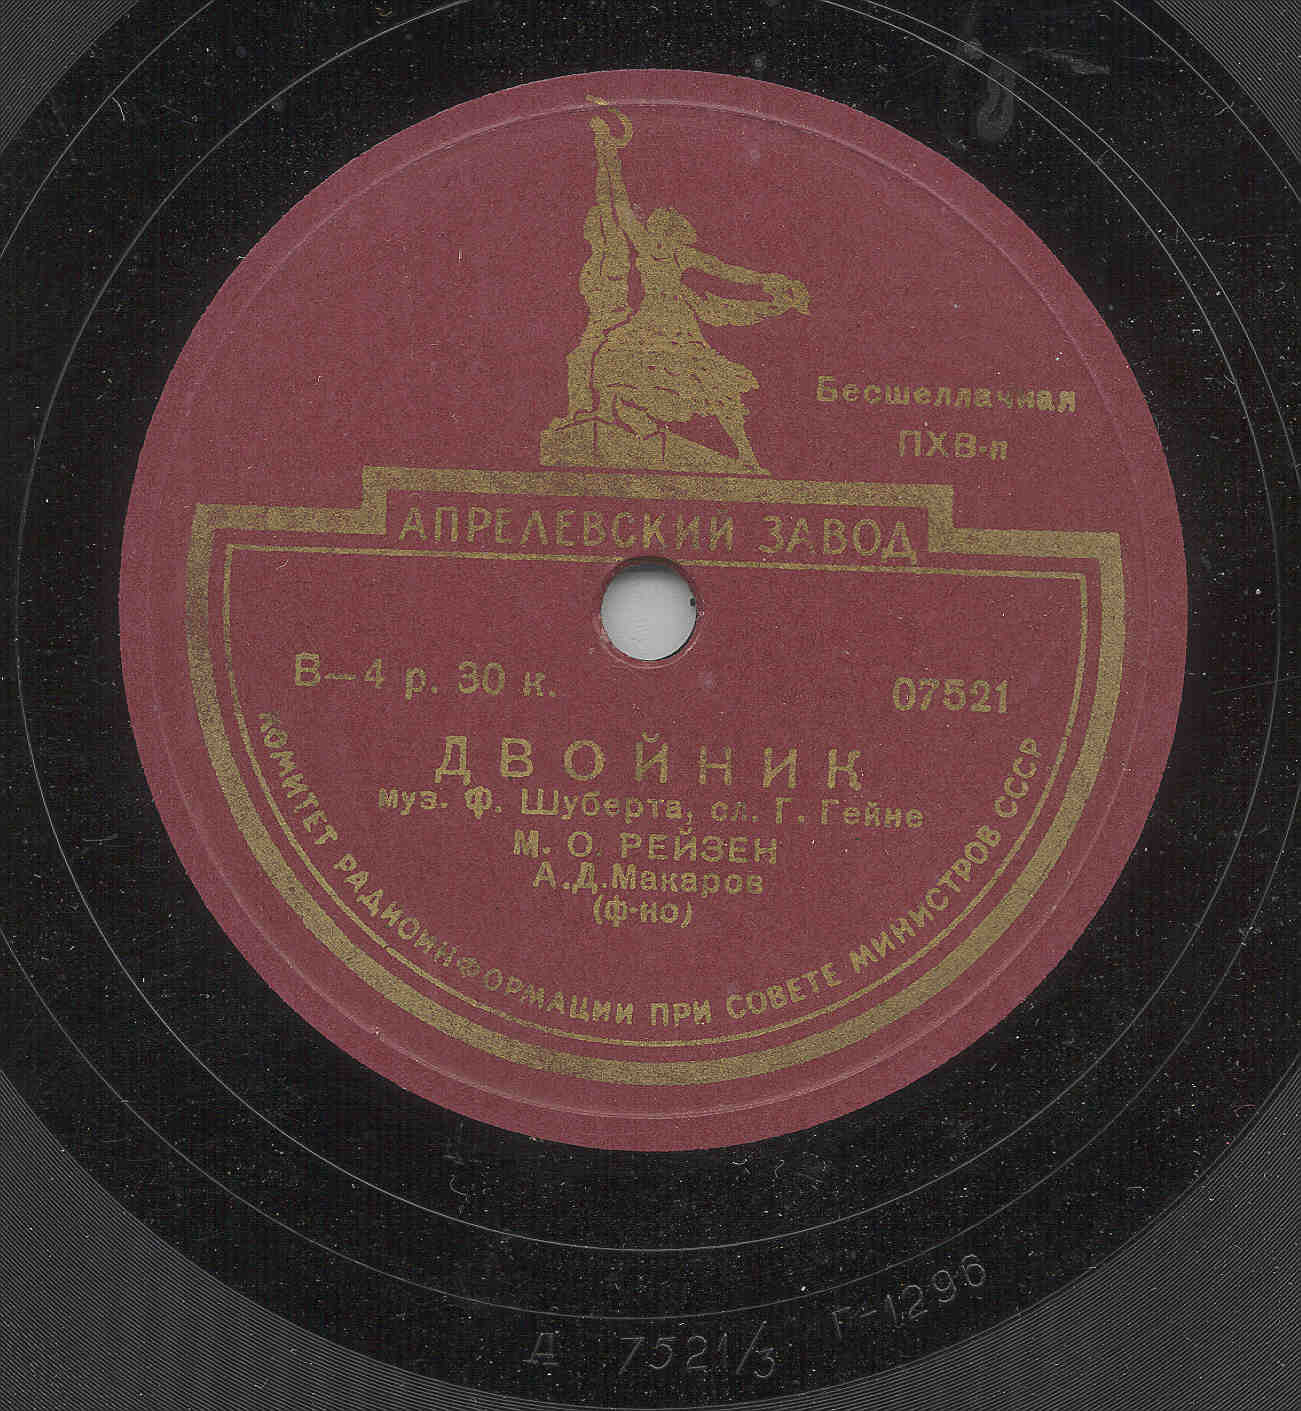 Бесшеллачная
ПХВ-п
АПРЕЛЕВСКИЙ ЗАВОД
В—4 р. 30 к.
07521
ДВОЙНИК
муз. Ф. Шуберта, сл. Г. Гейне
М. О. РЕЙЗЕН
А.Д.Макаров
(ф-но)
КОМИТЕТ РАДИОИНФОРМАЦИИ ПРИ СОВЕТЕ МИНИСТРОВ СССР
Г-1296
А 7521/3